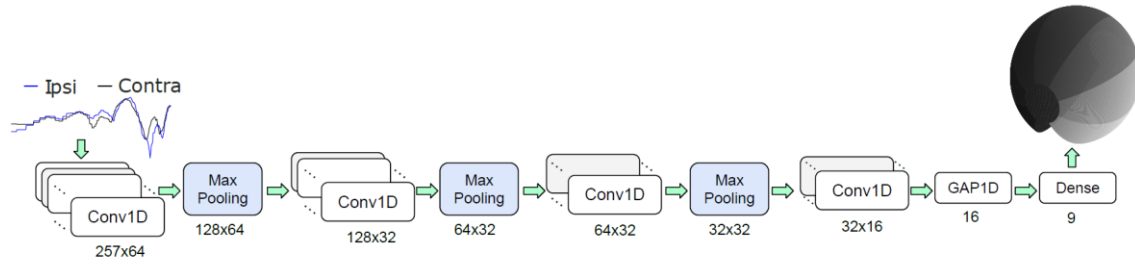 Ipsi Contra
Conv1D
257x64
Max
Pooling
128x64
Conv1D
128x32
Max
Pooling
64x32
Conv1D
64x32
Max
Pooling
32x32
Conv1D
32x16
GAP1D
16
Dense
9